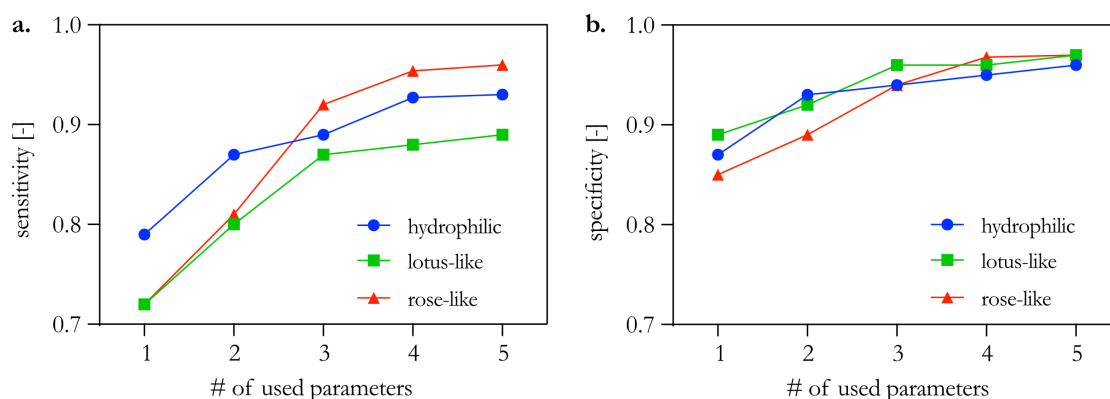 a.
1.0
0.9
0.8
0.7
sensitivity [-]
hydrophilic
lotus-like
rose-like
1 2 3 4 5
# of used parameters
b.
1.0
0.9
0.8
0.7
specificity [-]
hydrophilic
lotus-like
rose-like
1 2 3 4 5
# of used parameters